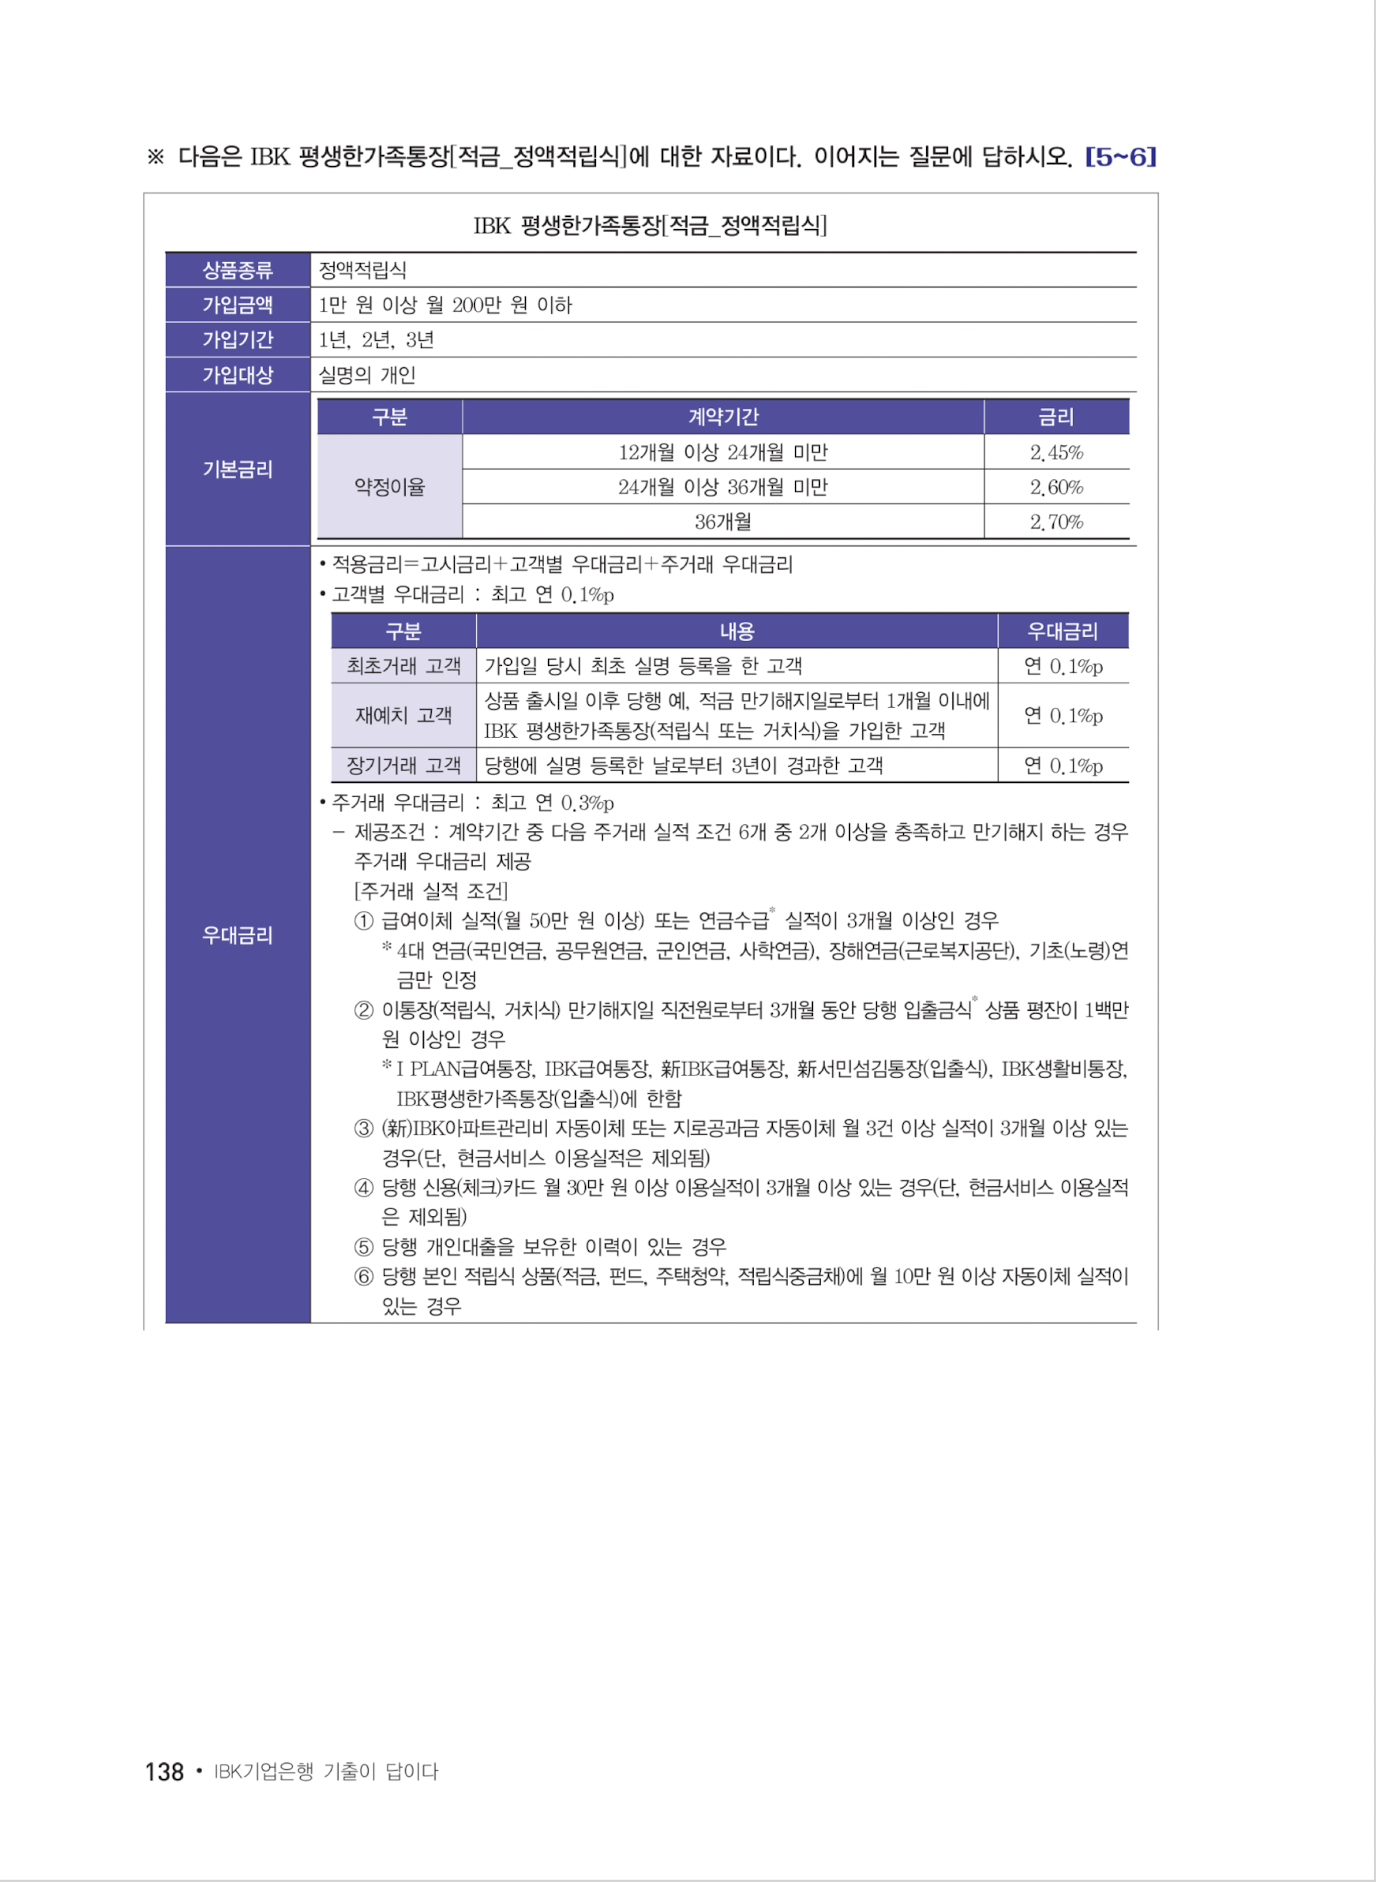 ※ 다음은 IBK 평생한가족통장[적금_정액적립식]에 대한 자료이다. 이어지는 질문에 답하시오. [5~6]
IBK 평생한가족통장[적금_정액적립식]
상품종류 정액적립식
가입금액 1만 원 이상 월 200만 원 이하
가입기간 1년, 2년, 3년
가입대상 실명의 개인
기본금리
구분 계약기간 금리
약정이율
12개월 이상 24개월 미만 2.45%
24개월 이상 36개월 미만 2.60%
36개월 2.70%
우대금리
• 적용금리=고시금리+고객별 우대금리+주거래 우대금리
• 고객별 우대금리 : 최고 연 0.1%p
구분 내용 우대금리
최초거래 고객 가입일 당시 최초 실명 등록을 한 고객 연 0.1%p
재예치 고객 상품 출시일 이후 당행 예, 적금 만기해지일로부터 1개월 이내에
IBK 평생한가족통장(적립식 또는 거치식)을 가입한 고객 연 0.1%p
장기거래 고객 당행에 실명 등록한 날로부터 3년이 경과한 고객 연 0.1%p
• 주거래 우대금리 : 최고 연 0.3%p
- 제공조건 : 계약기간 중 다음 주거래 실적 조건 6개 중 2개 이상을 충족하고 만기해지 하는 경우
주거래 우대금리 제공
[주거래 실적 조건]
① 급여이체 실적(월 50만 원 이상) 또는 연금수급* 실적이 3개월 이상인 경우
* 4대 연금(국민연금, 공무원연금, 군인연금, 사학연금), 장해연금(근로복지공단), 기초(노령)연
금만 인정
② 이통장(적립식, 거치식) 만기해지일 직전원로부터 3개월 동안 당행 입출금식* 상품 평잔이 1백만
원 이상인 경우
* I PLAN급여통장, IBK급여통장, 新IBK급여통장, 新서민섬김통장(입출식), IBK생활비통장,
IBK평생한가족통장(입출식)에 한함
③ (新)IBK아파트관리비 자동이체 또는 지로공과금 자동이체 월 3건 이상 실적이 3개월 이상 있는
경우(단, 현금서비스 이용실적은 제외됨)
④ 당행 신용(체크)카드 월 30만 원 이상 이용실적이 3개월 이상 있는 경우(단, 현금서비스 이용실적
은 제외됨)
⑤ 당행 개인대출을 보유한 이력이 있는 경우
⑥ 당행 본인 적립식 상품(적금, 펀드, 주택청약, 적립식중금채)에 월 10만 원 이상 자동이체 실적이
있는 경우
138 • IBK기업은행 기출이 답이다